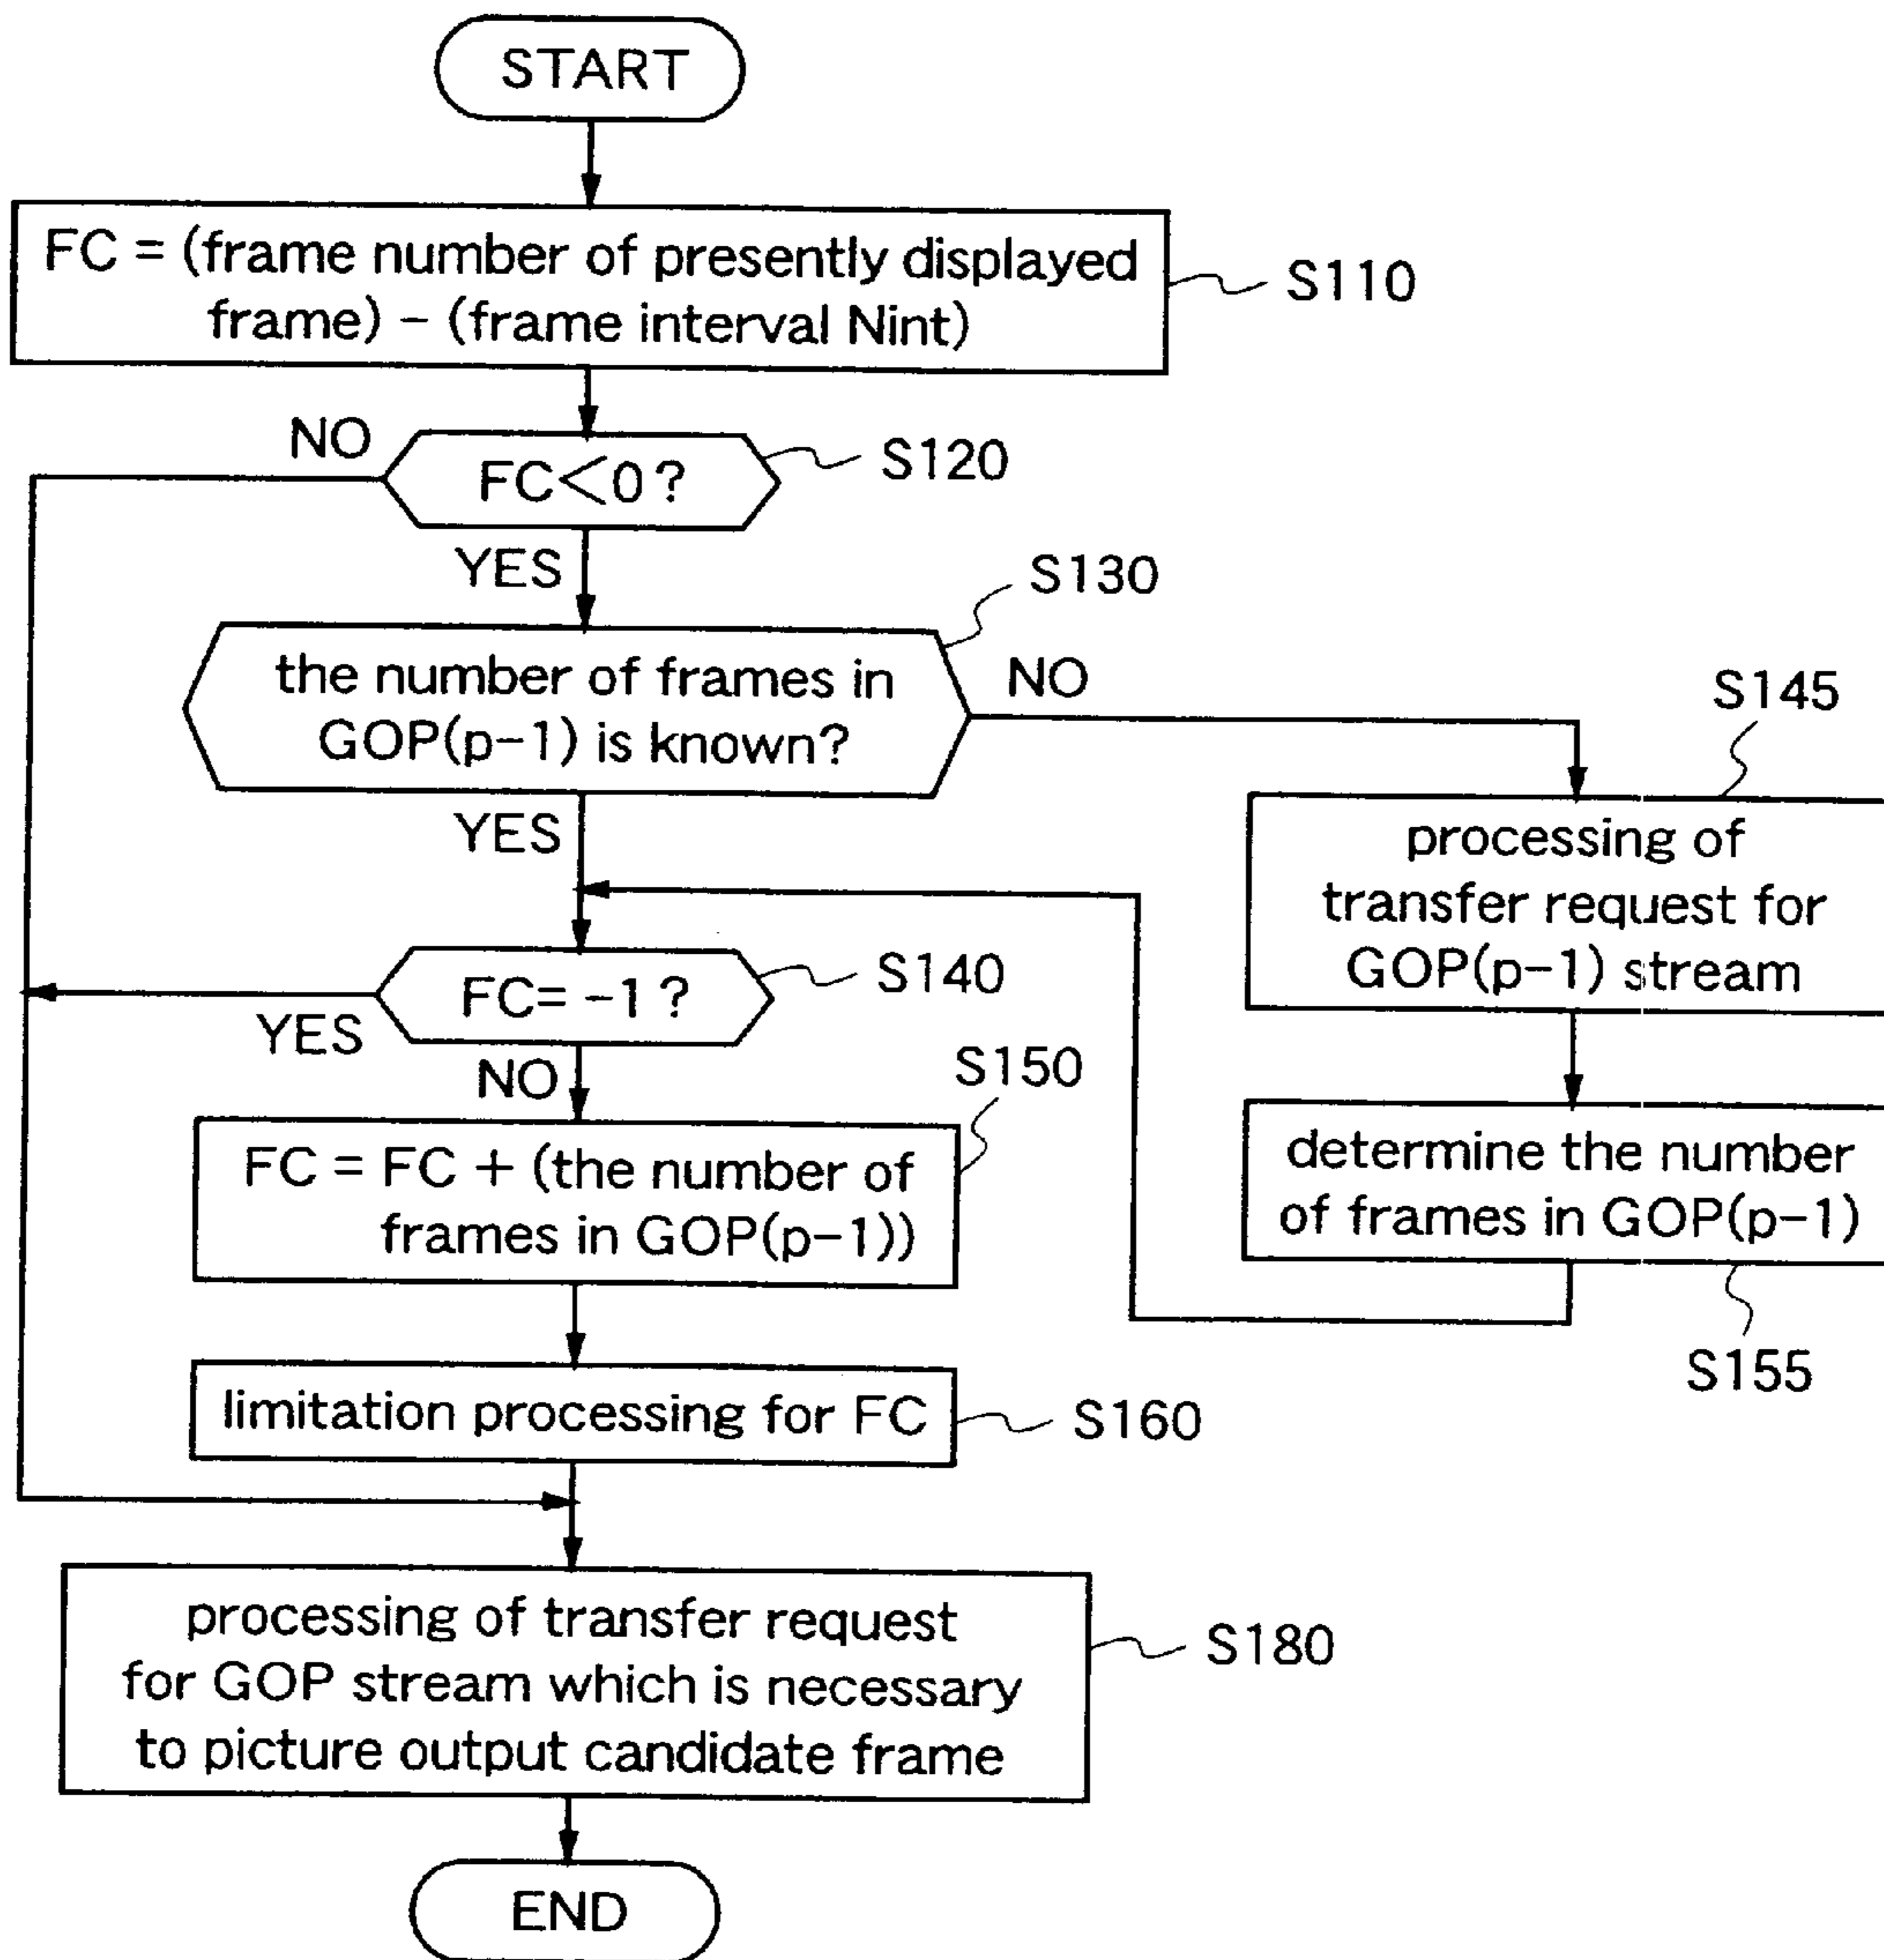 START
FC = (frame number of presently displayed
frame) - (frame interval Nint)
S110
NO
FC<0?
S120
YES
S130
the number of frames in
GOP(p-1) is known?
NO
S145
YES
processing of
transfer request for
GOP(p-1) stream
FC= -1?
S140
YES
NO
S150
FC = FC + (the number of
frames in GOP(p-1))
determine the number
of frames in GOP(p-1)
S155
limitation processing for FC
S160
processing of transfer request
for GOP stream which is necessary
to picture output candidate frame
S180
END